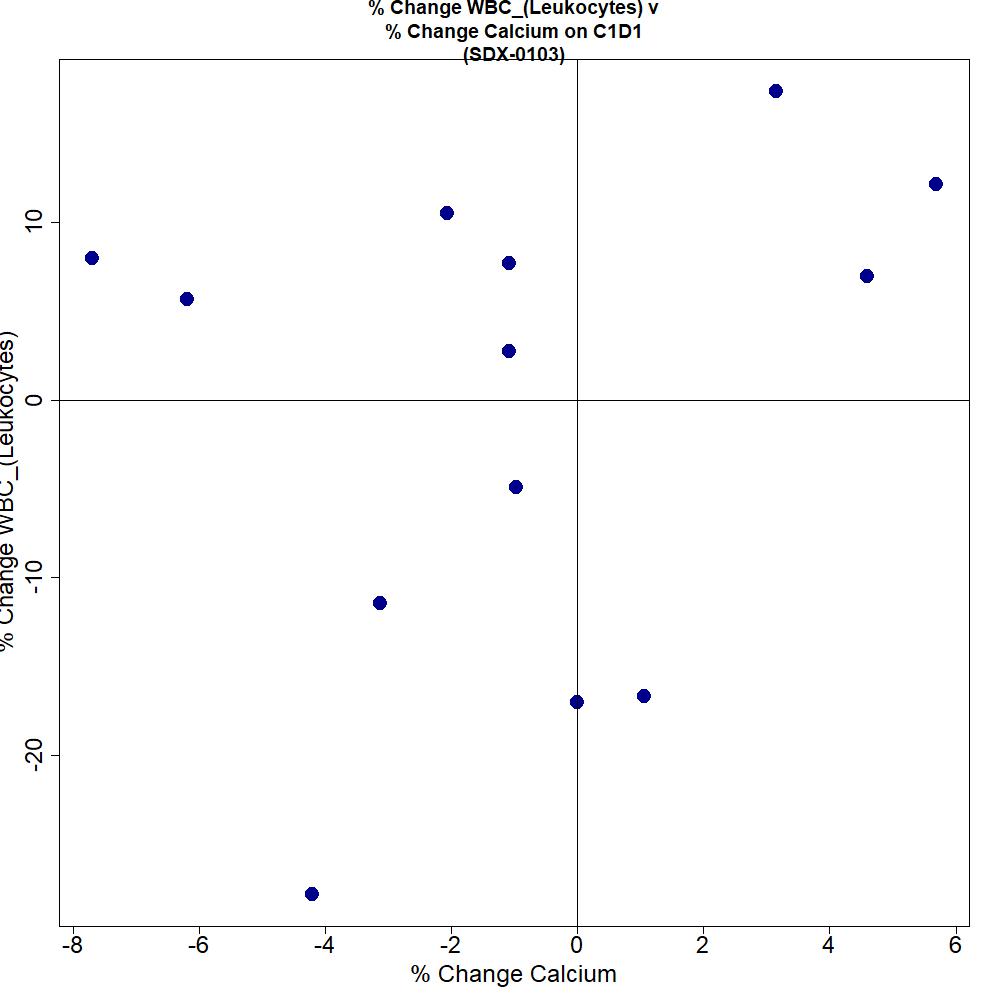 % Change WBC_(Leukocytes) v
% Change Calcium on C1D1
(SDX-0103)
% Change WBC_(Leukocytes)
10
0
-10
-20
-8
-6
-4
-2
0
2
4
6
% Change Calcium